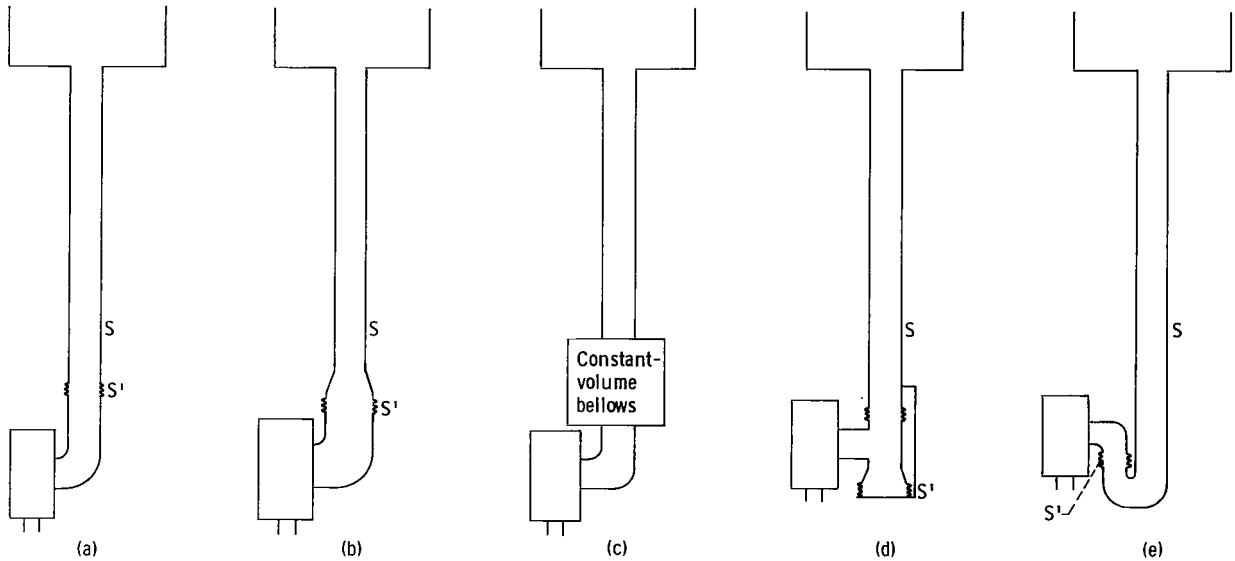 S
S'
(a)
S
S'
(b)
Constant-
volume
bellows
(c)
S
S'
(d)
S
S'
(e)